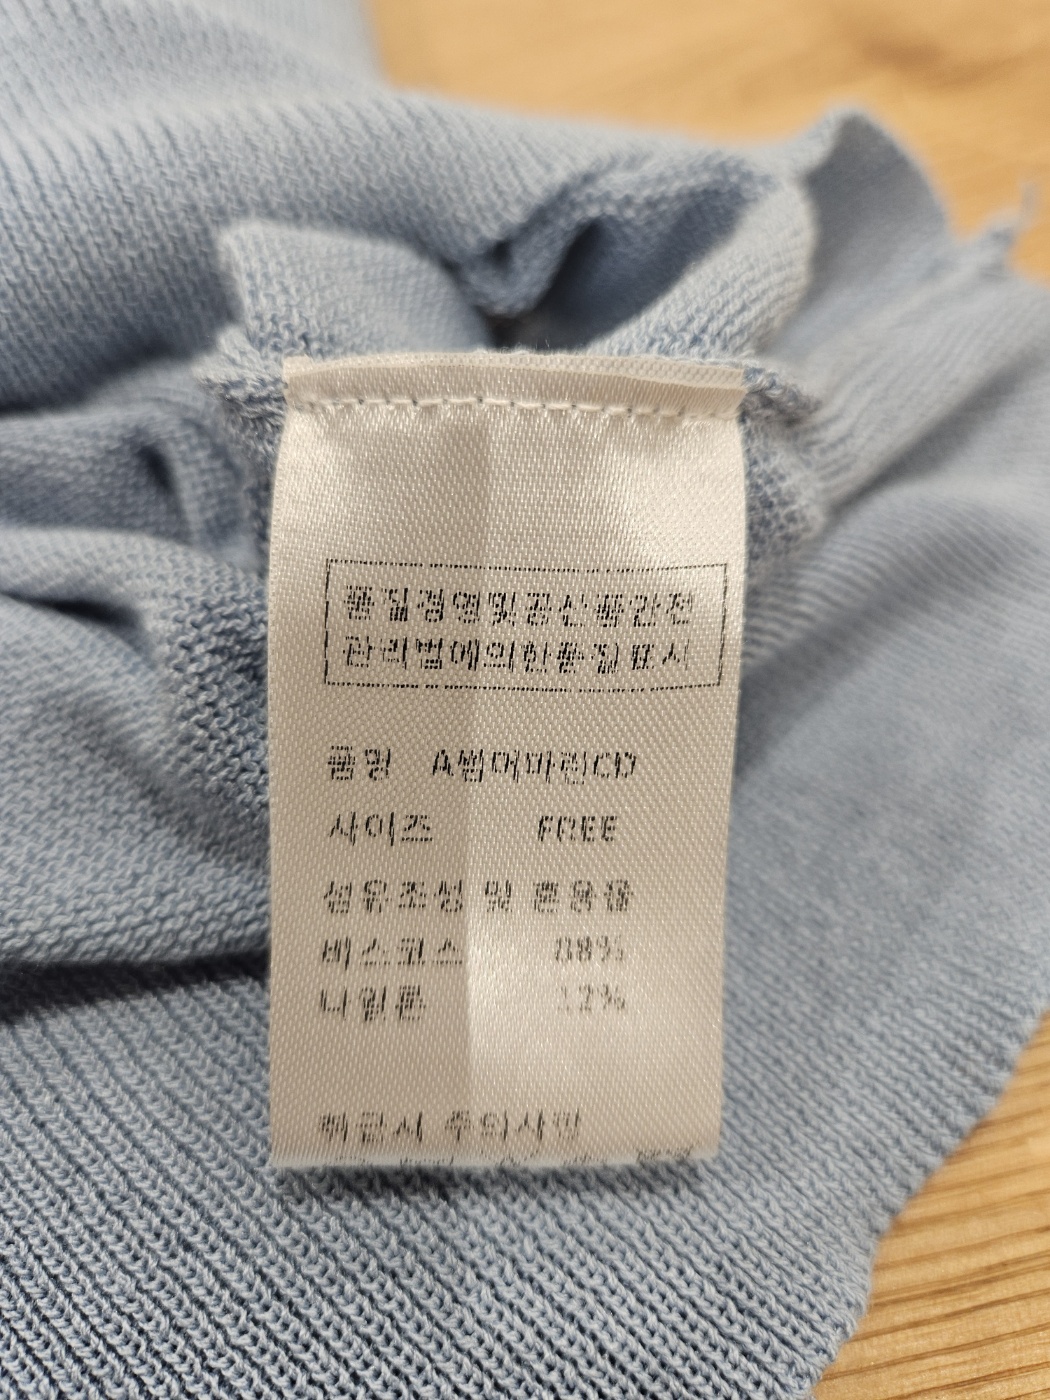 품질경영및공산품안전
관리법에의한품질표시
품명 A썸머마린CD
사이즈 FREE
섬유조성 및 혼용율
비스코스 88%
나일론 12%
취급시 주의사항